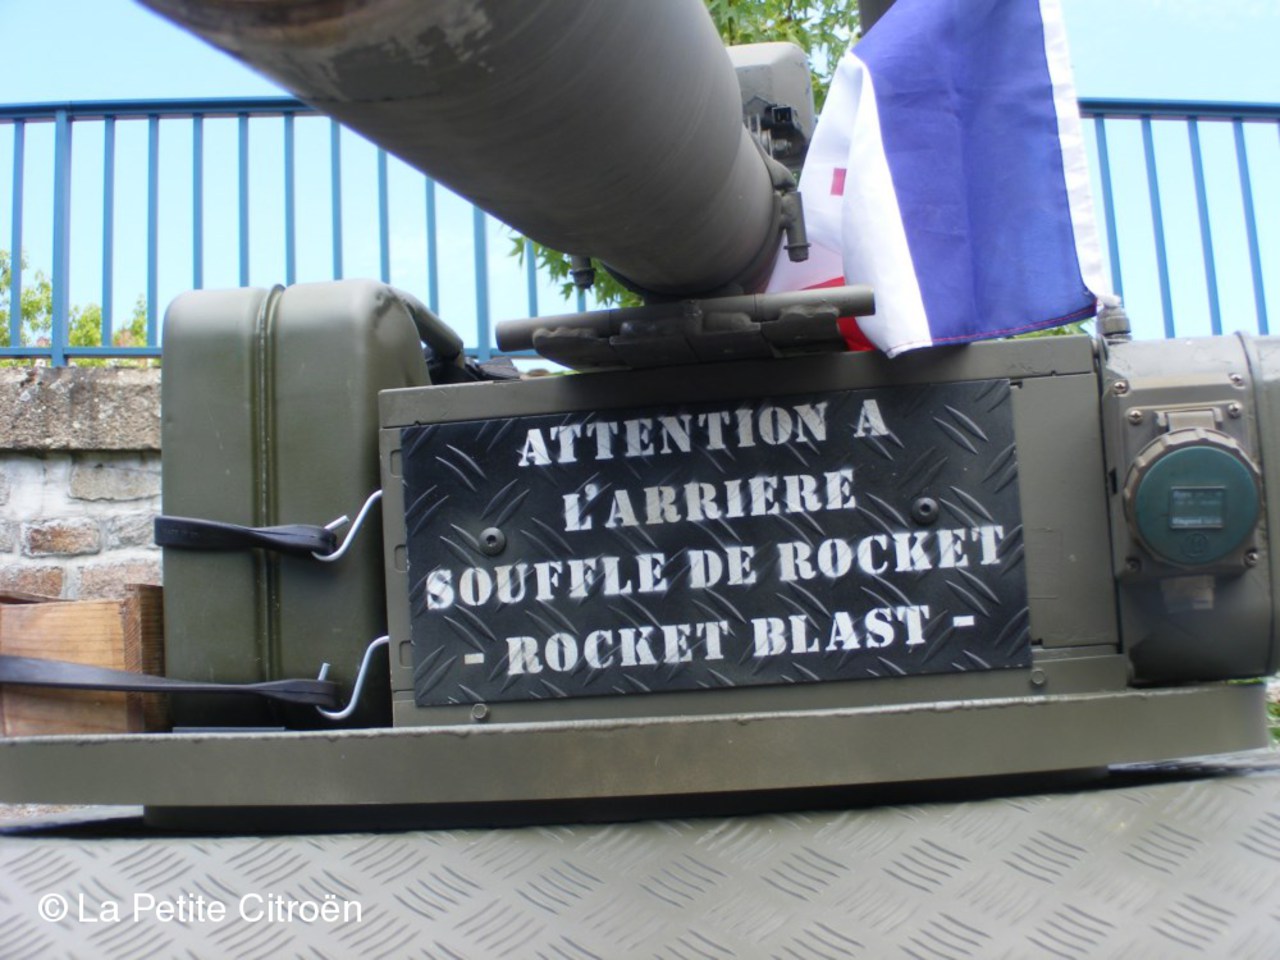 ATTENTION A
L'ARRIERE
SOUFFLE DE ROCKET
- ROCKET BLAST -
© La Petite Citroën